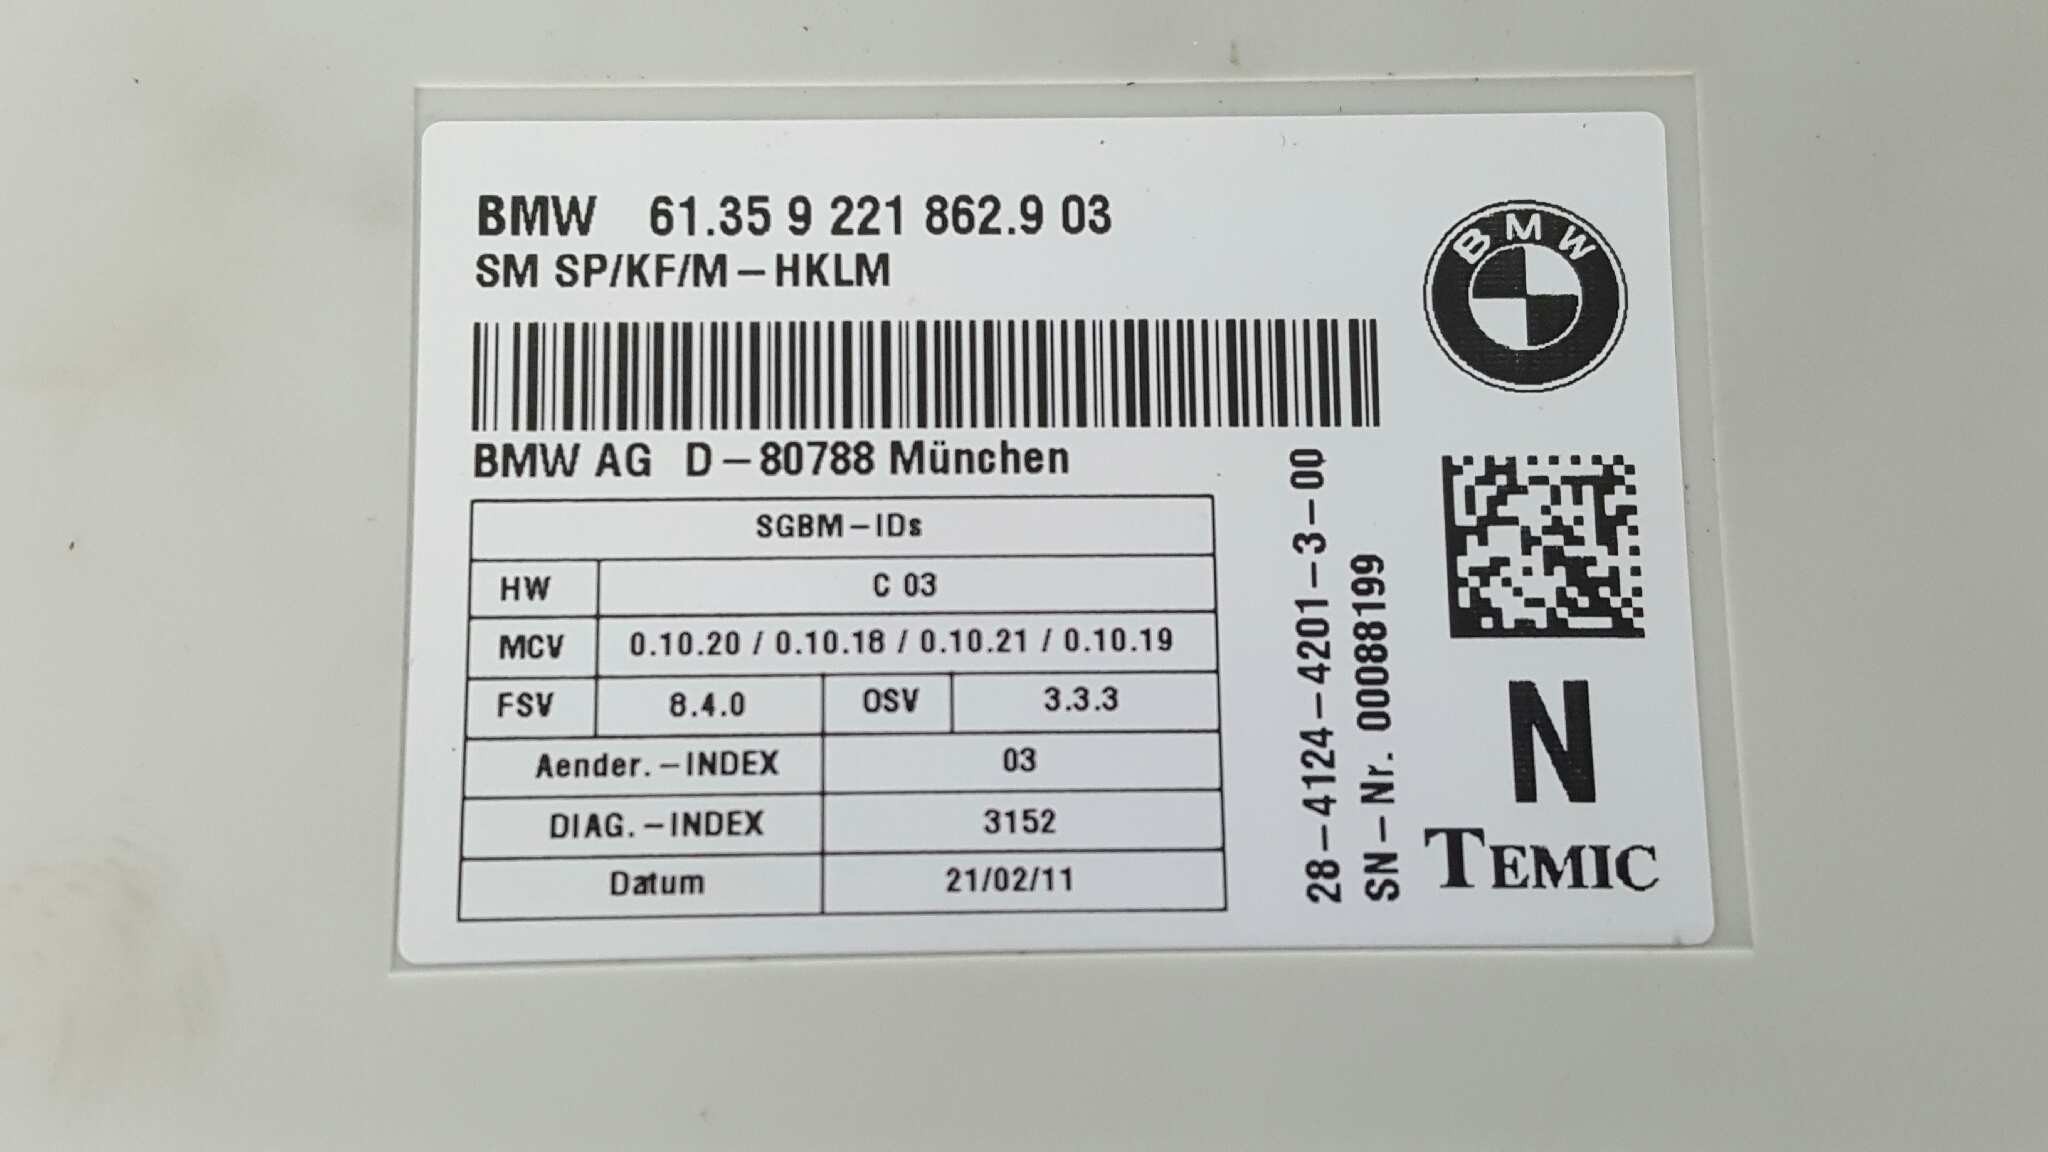 BMW 61.35 9 221 862.9 03
SM SP/KF/M-HKLM
BMW
BMW AG D-80788 München
SGBM-IDs
HW C 03
MCV 0.10.20 / 0.10.18 / 0.10.21 / 0.10.19
FSV 8.4.0 OSV 3.3.3
Aender.-INDEX 03
DIAG.-INDEX 3152
Datum 21/02/11
28-4124-4201-3-00
SN-Nr. 00088199
N
TEMIC